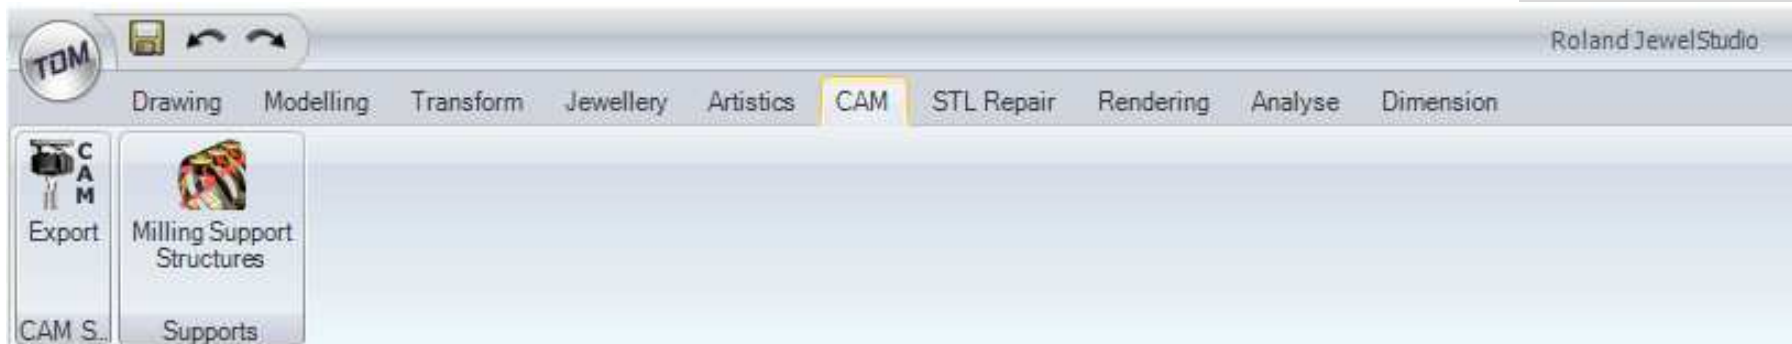 Roland JewelStudio
TDM
Drawing Modelling Transform Jewellery Artistics CAM STL Repair Rendering Analyse Dimension
CAM
Export
Milling Support
Structures
CAM S..
Supports